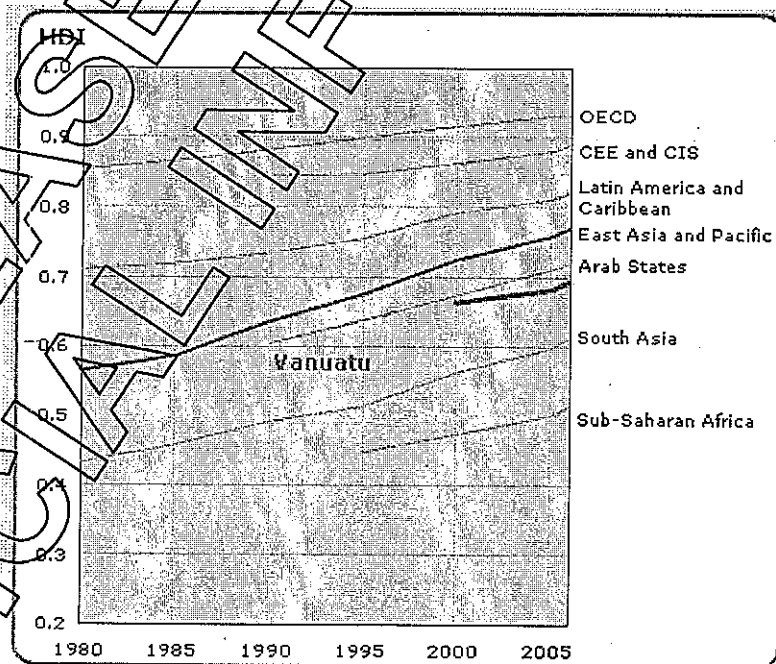 HDI
1.0
0.9
0.8
0.7
0.6
0.5
0.4
0.3
0.2
1980 1985 1990 1995 2000 2005
OECD
CEE and CIS
Latin America and
Caribbean
East Asia and Pacific
Arab States
South Asia
Sub-Saharan Africa
Vanuatu